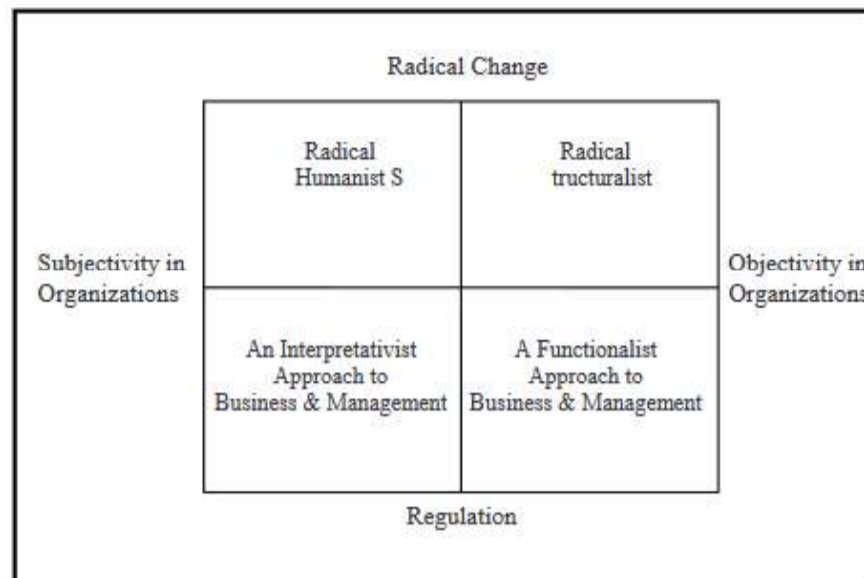 Radical Change
Radical
Humanist S
Radical
tructuralist
Subjectivity in
Organizations
Objectivity in
Organizations
An Interpretativist
Approach to
Business & Management
A Functionalist
Approach to
Business & Management
Regulation